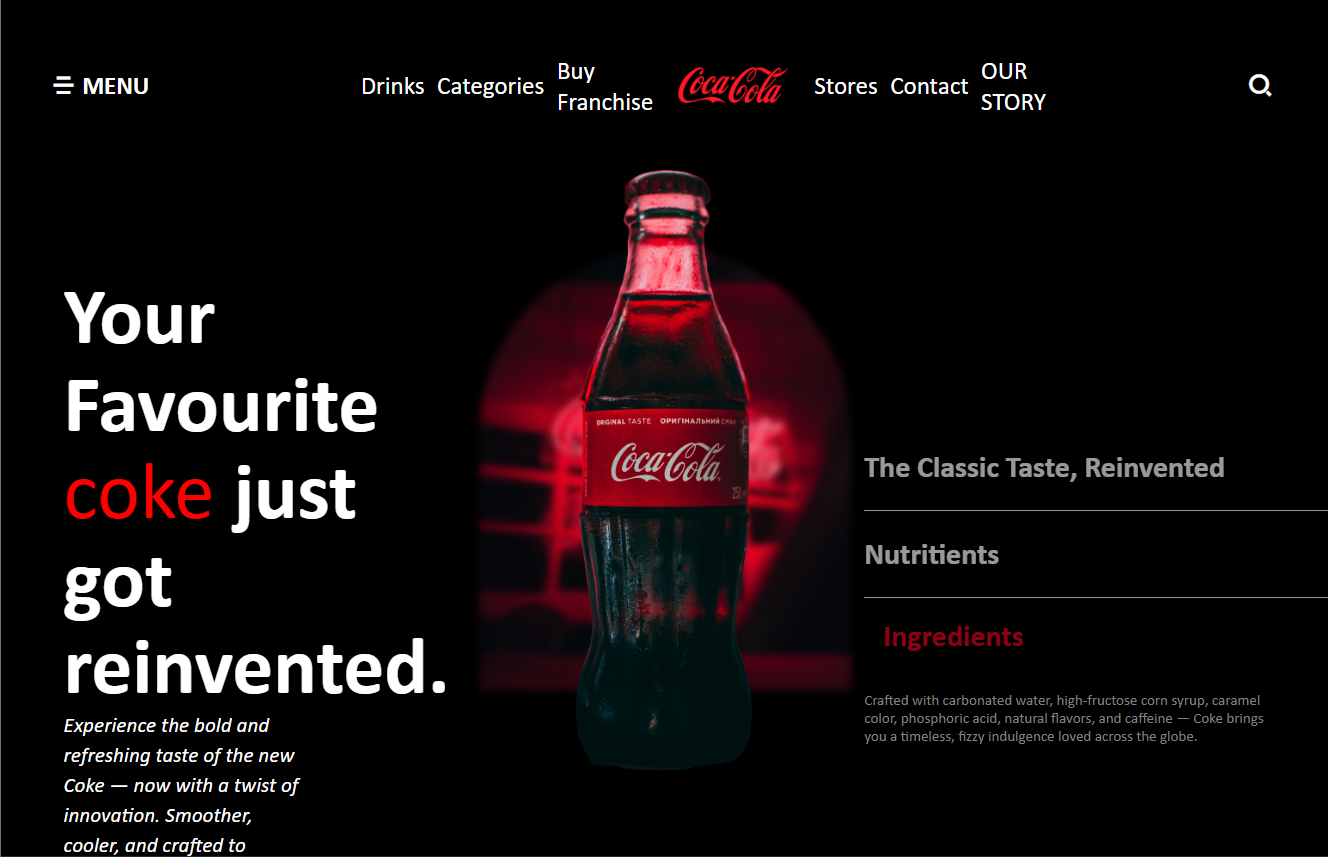 MENU
Drinks Categories Buy Franchise Coca-Cola Stores Contact OUR STORY
Your
Favourite
coke just
got
reinvented.
Experience the bold and
refreshing taste of the new
Coke — now with a twist of
innovation. Smoother,
cooler, and crafted to
ORIGINAL TASTE ОРИГІНАЛЬНИЙ СМАК
Coca-Cola
The Classic Taste, Reinvented
Nutritients
Ingredients
Crafted with carbonated water, high-fructose corn syrup, caramel
color, phosphoric acid, natural flavors, and caffeine — Coke brings
you a timeless, fizzy indulgence loved across the globe.